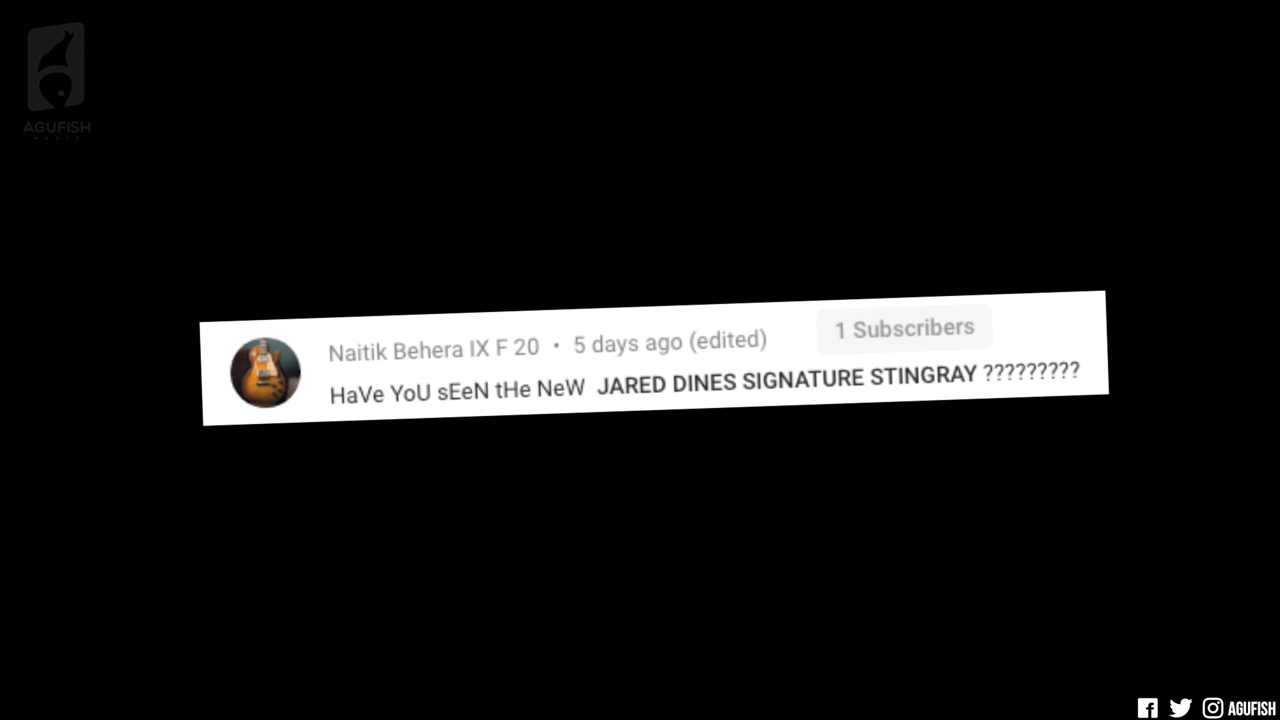 AGUFISH
MUSIC
Naitik Behera IX F 20 • 5 days ago (edited)
1 Subscribers
HaVe YoU sEeN tHe NeW JARED DINES SIGNATURE STINGRAY ?????????
AGUFISH